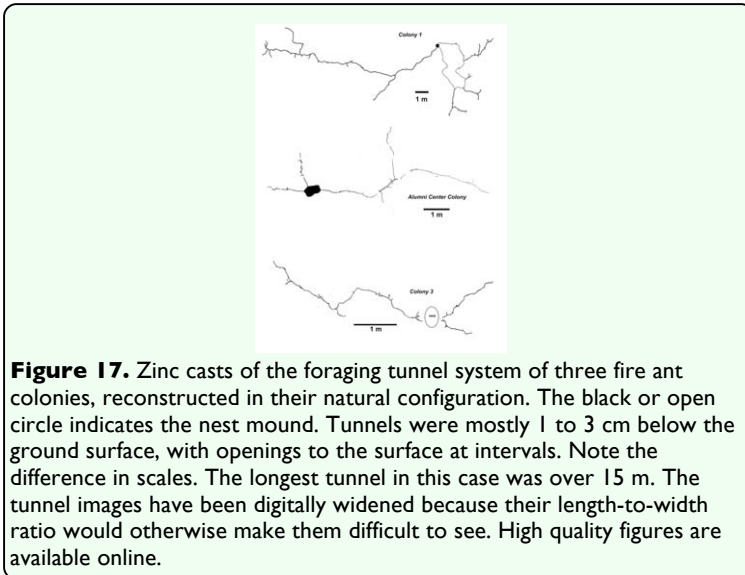 Colony 1
1 m
Alumni Center Colony
1 m
Colony 3
1 m
Figure 17. Zinc casts of the foraging tunnel system of three fire ant
colonies, reconstructed in their natural configuration. The black or open
circle indicates the nest mound. Tunnels were mostly 1 to 3 cm below the
ground surface, with openings to the surface at intervals. Note the
difference in scales. The longest tunnel in this case was over 15 m. The
tunnel images have been digitally widened because their length-to-width
ratio would otherwise make them difficult to see. High quality figures are
available online.